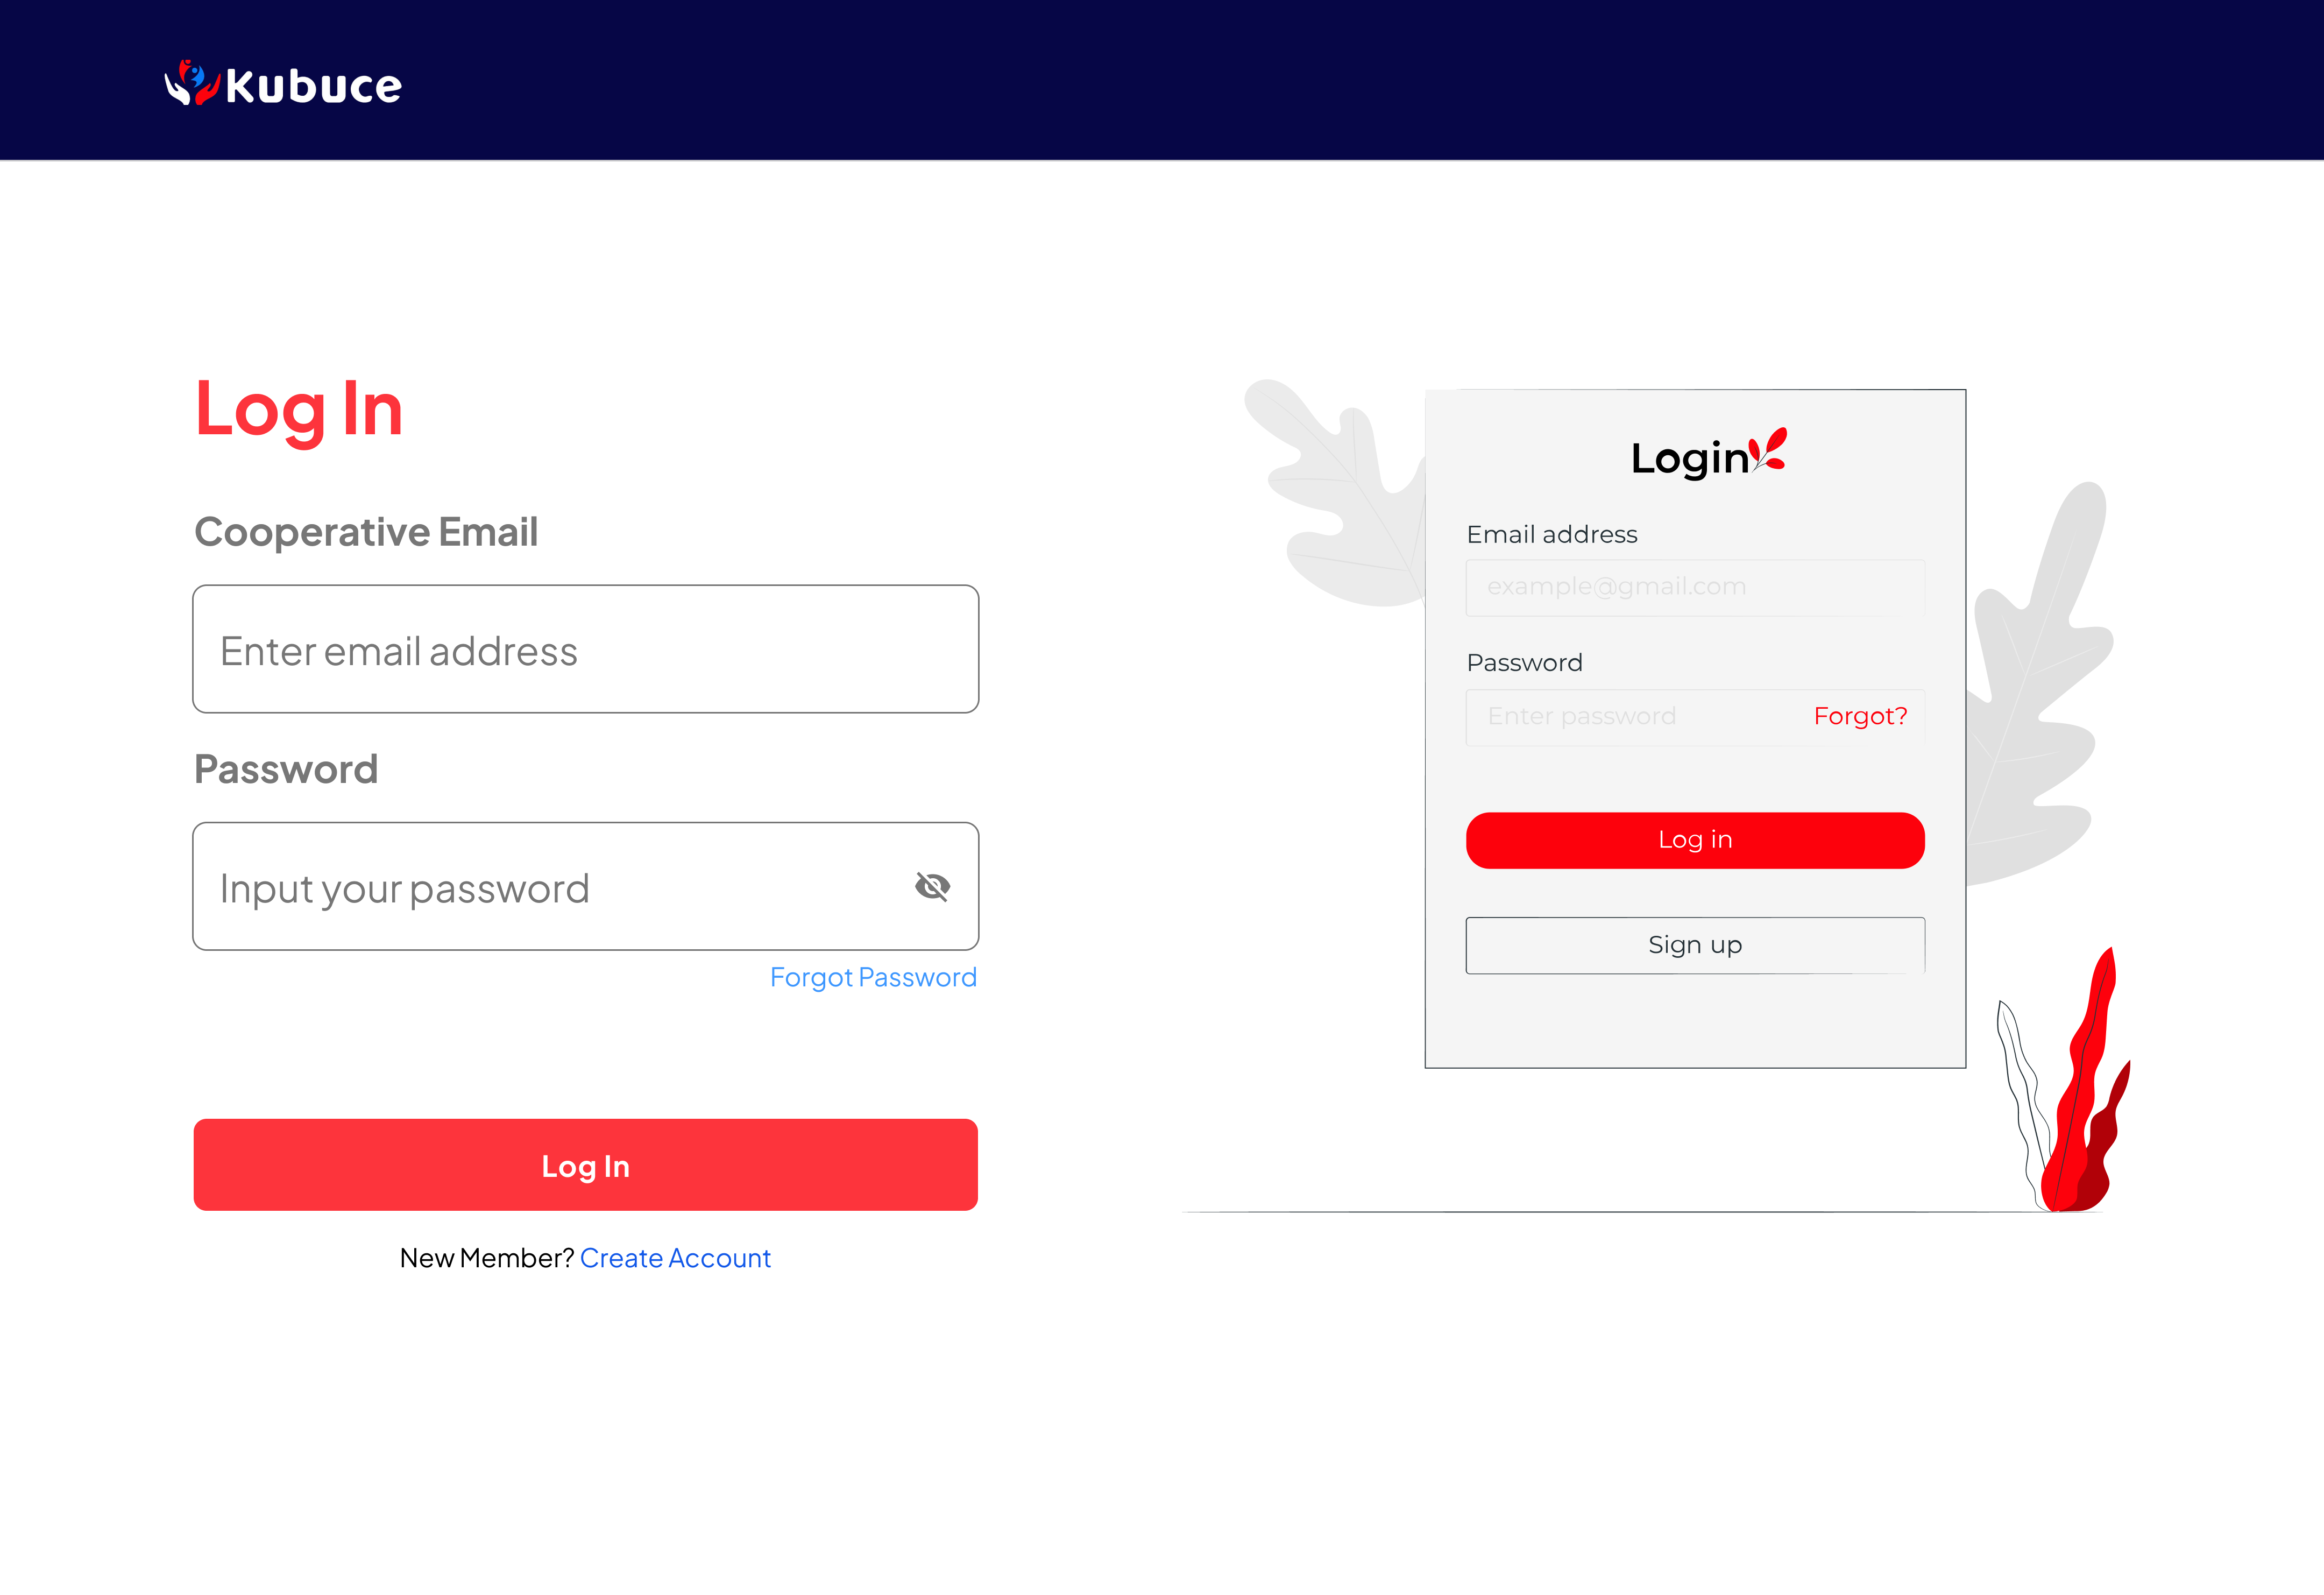 Kubuce
Log In
Cooperative Email
Enter email address
Password
Input your password
Forgot Password
Log In
New Member? Create Account
Login
Email address
example@gmail.com
Password
Enter password Forgot?
Log in
Sign up